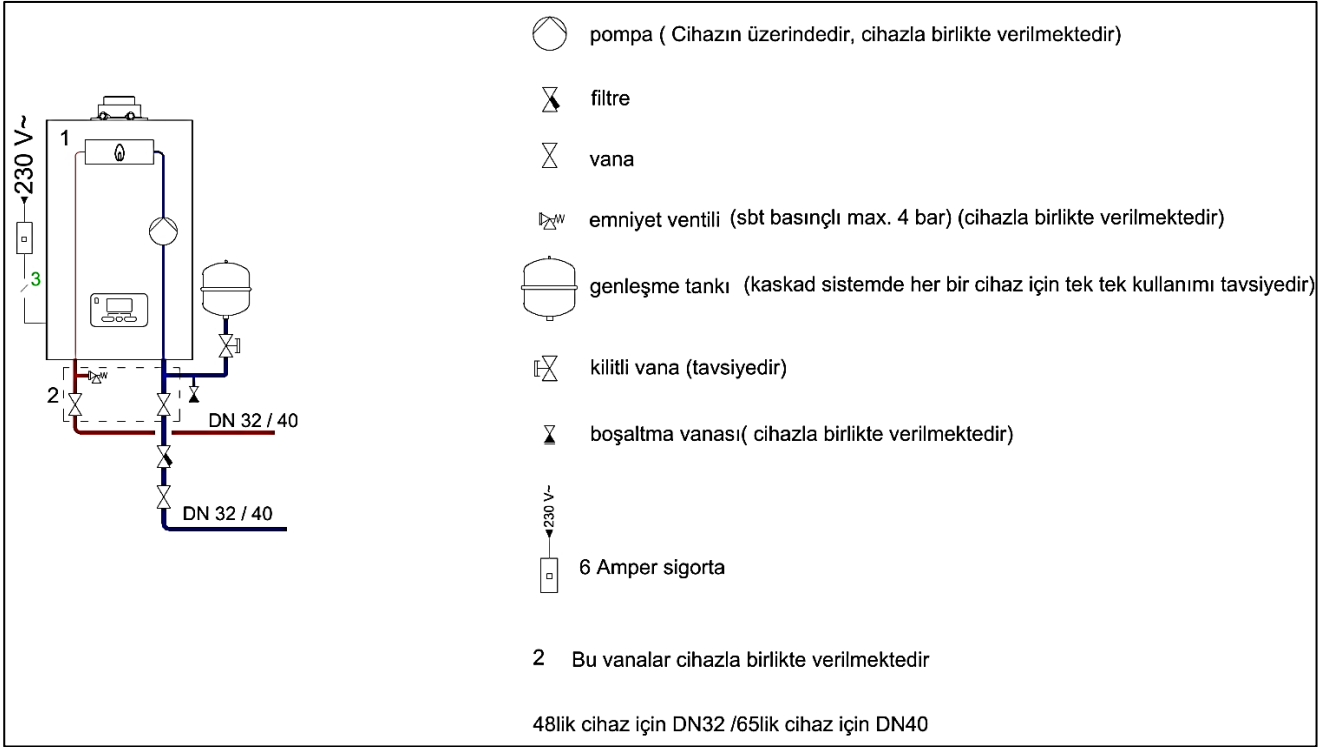 pompa ( Cihazın üzerindedir, cihazla birlikte verilmektedir)
filtre
vana
emniyet ventili (sbt basınçlı max. 4 bar) (cihazla birlikte verilmektedir)
genleşme tankı (kaskad sistemde her bir cihaz için tek tek kullanımı tavsiyedir)
kilitli vana (tavsiyedir)
boşaltma vanası( cihazla birlikte verilmektedir)
230 V~
6 Amper sigorta
2 Bu vanalar cihazla birlikte verilmektedir
48lik cihaz için DN32 /65lik cihaz için DN40
230 V~
1
3
2
DN 32 / 40
DN 32 / 40